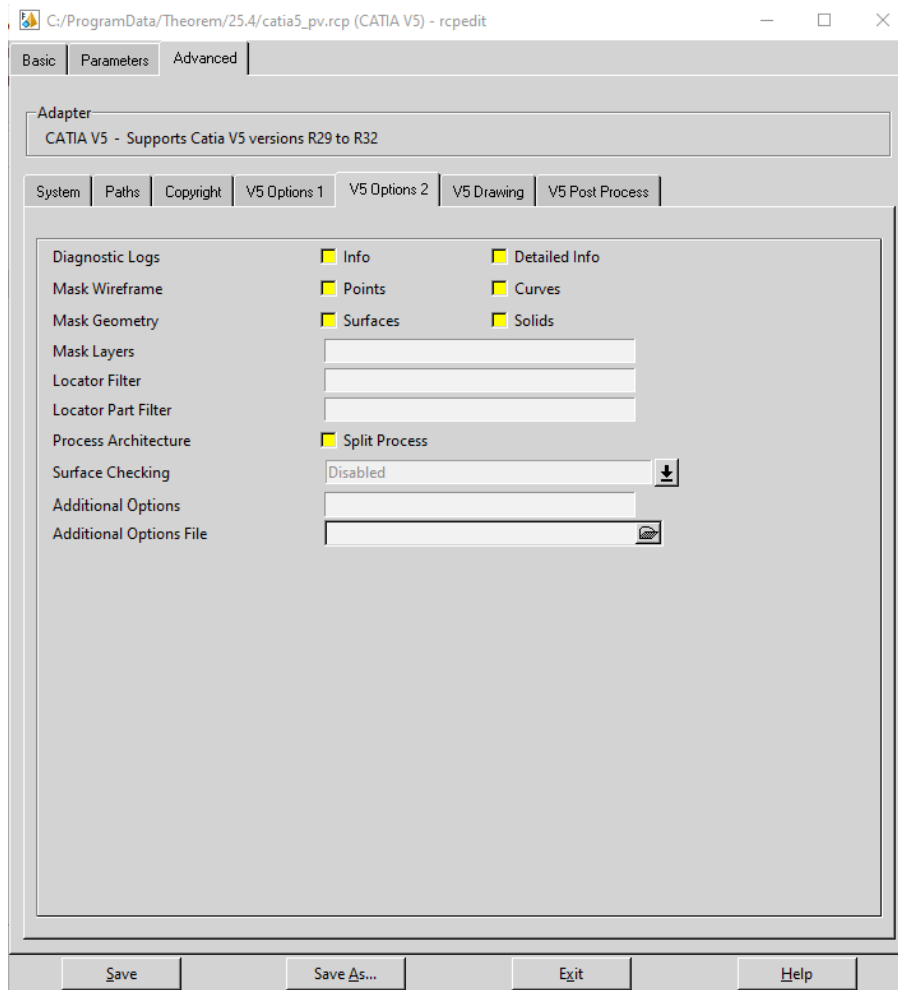 C:/ProgramData/Theorem/25.4/catia5_pv.rcp (CATIA V5) - rcpedit
Basic Parameters Advanced
Adapter
CATIA V5 - Supports Catia V5 versions R29 to R32
System Paths Copyright V5 Options 1 V5 Options 2 V5 Drawing V5 Post Process
Diagnostic Logs Info Detailed Info
Mask Wireframe Points Curves
Mask Geometry Surfaces Solids
Mask Layers
Locator Filter
Locator Part Filter
Process Architecture Split Process
Surface Checking Disabled
Additional Options
Additional Options File
Save Save As... Exit Help